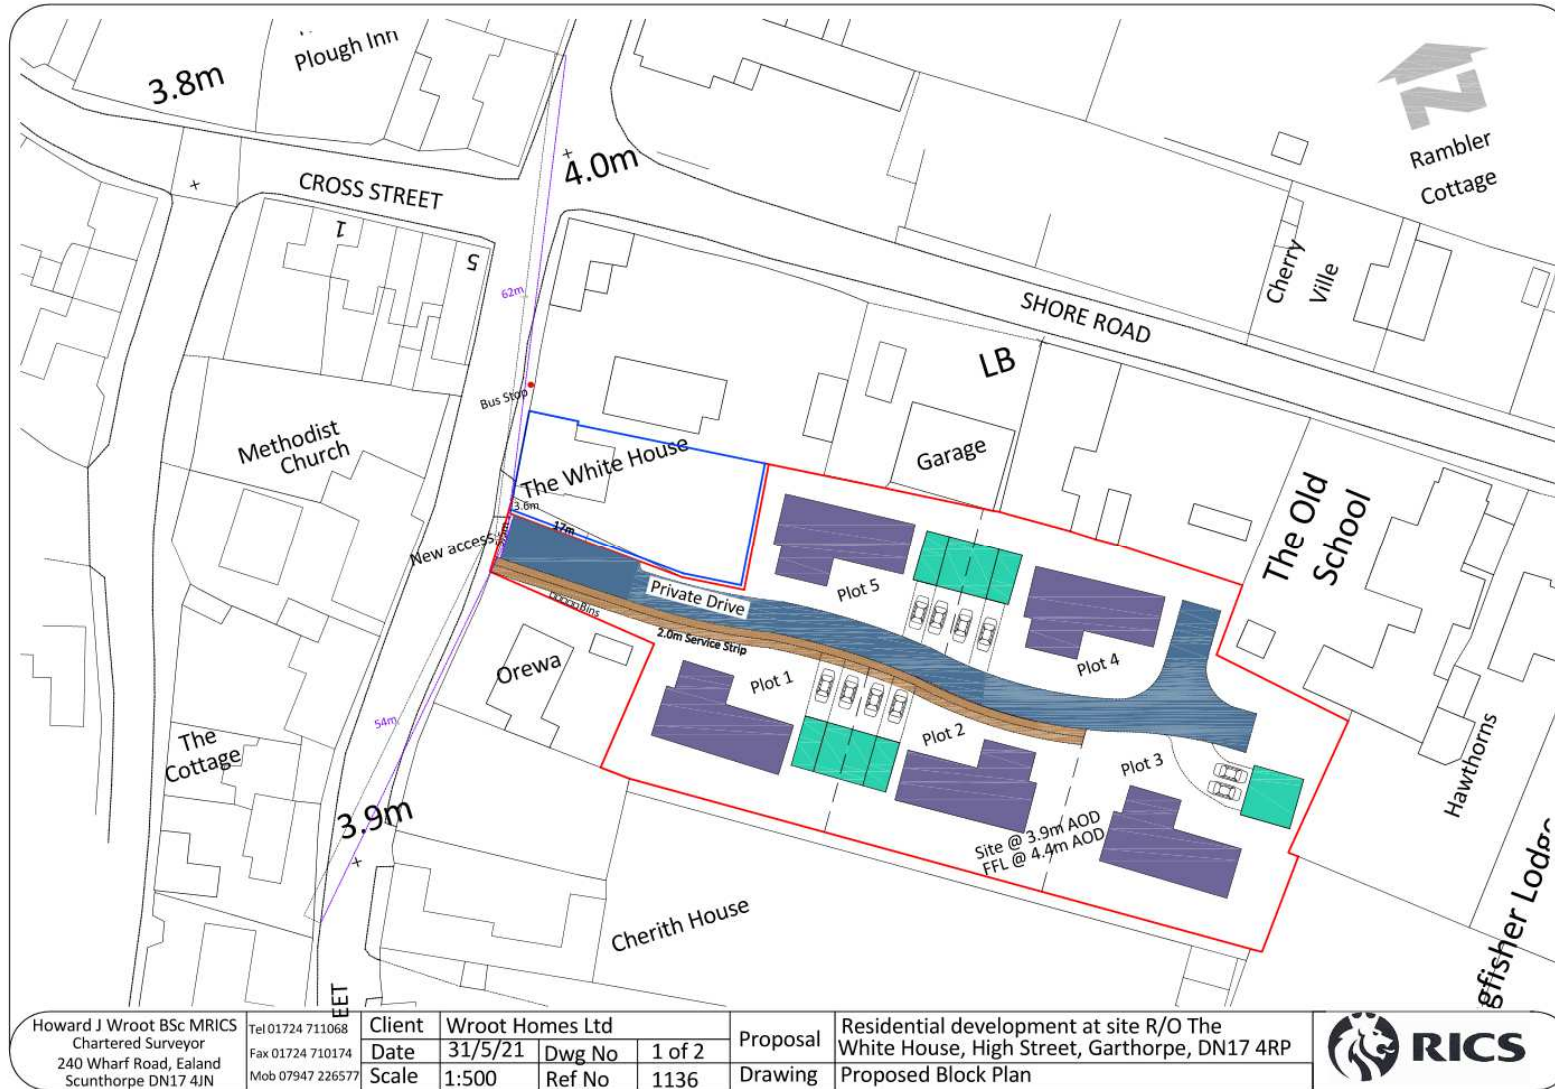 Plough Inn
3.8m
4.0m
CROSS STREET
1
5
Rambler
Cottage
Cherry
Ville
SHORE ROAD
62m
LB
Bus Stop
Methodist
Church
The White House
Garage
The Old
School
3.6m
17m
New access
Private Drive
Bins
2.0m Service Strip
Plot 5
Plot 4
Orewa
Plot 1
Plot 2
Plot 3
54m
The
Cottage
Hawthorns
3.9m
Site @ 3.9m AOD
FFL @ 4.4m AOD
Cherith House
gfisher Lodge
EET
Howard J Wroot BSc MRICS
Chartered Surveyor
240 Wharf Road, Ealand
Scunthorpe DN17 4JN
Tel 01724 711068
Fax 01724 710174
Mob 07947 226577
Client Wroot Homes Ltd
Date 31/5/21 Dwg No 1 of 2
Scale 1:500 Ref No 1136
Proposal Residential development at site R/O The
White House, High Street, Garthorpe, DN17 4RP
Drawing Proposed Block Plan
RICS